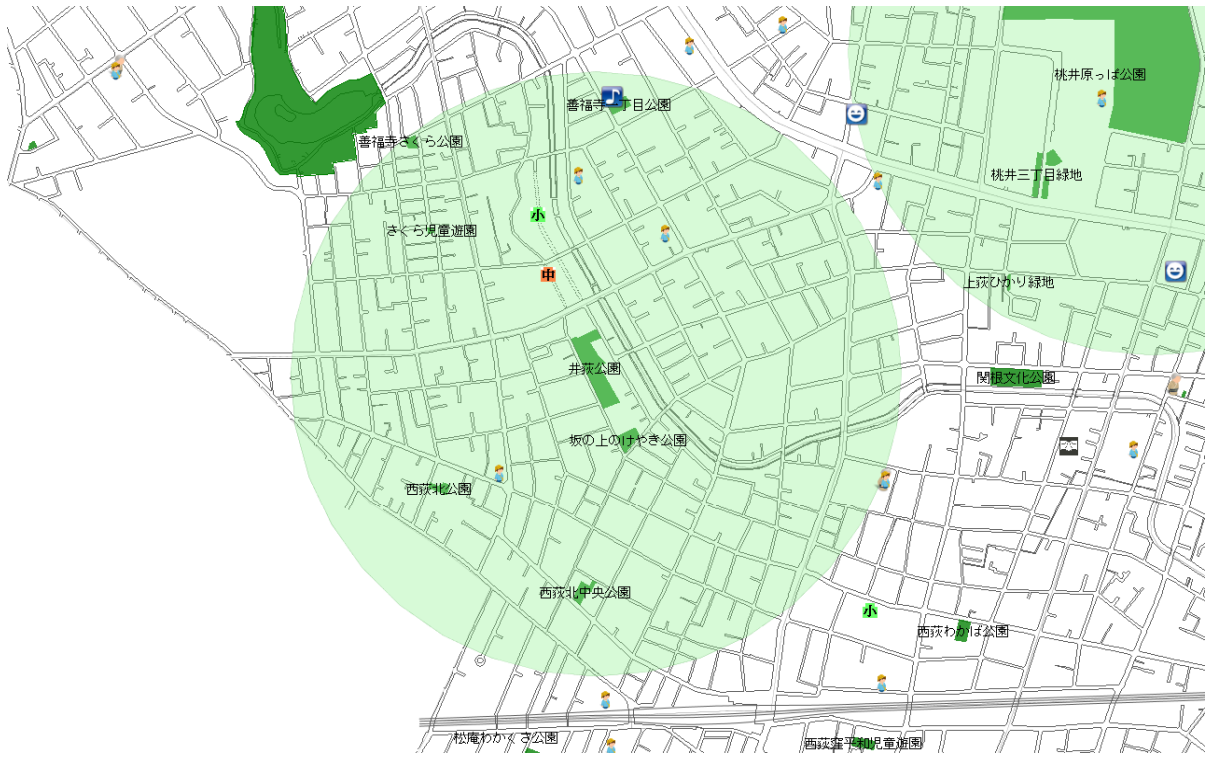 桃井原っぱ公園
善福寺二丁目公園
善福寺さくら公園
桃井三丁目緑地
小
さくら児童遊園
中
上荻ひかり緑地
井荻公園
関根文化公園
坂の上のけやき公園
西荻北公園
西荻北中央公園
小
西荻わかば公園
松庵わかくさ公園
西荻窪平和児童遊園